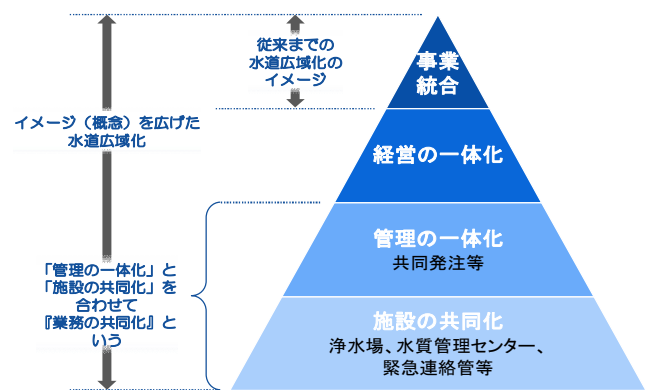 従来までの
水道広域化の
イメージ
イメージ（概念）を広げた
水道広域化
「管理の一体化」と
「施設の共同化」を
合わせて
『業務の共同化』と
いう
事業
統合
経営の一体化
管理の一体化
共同発注等
施設の共同化
浄水場、水質管理センター、
緊急連絡管等